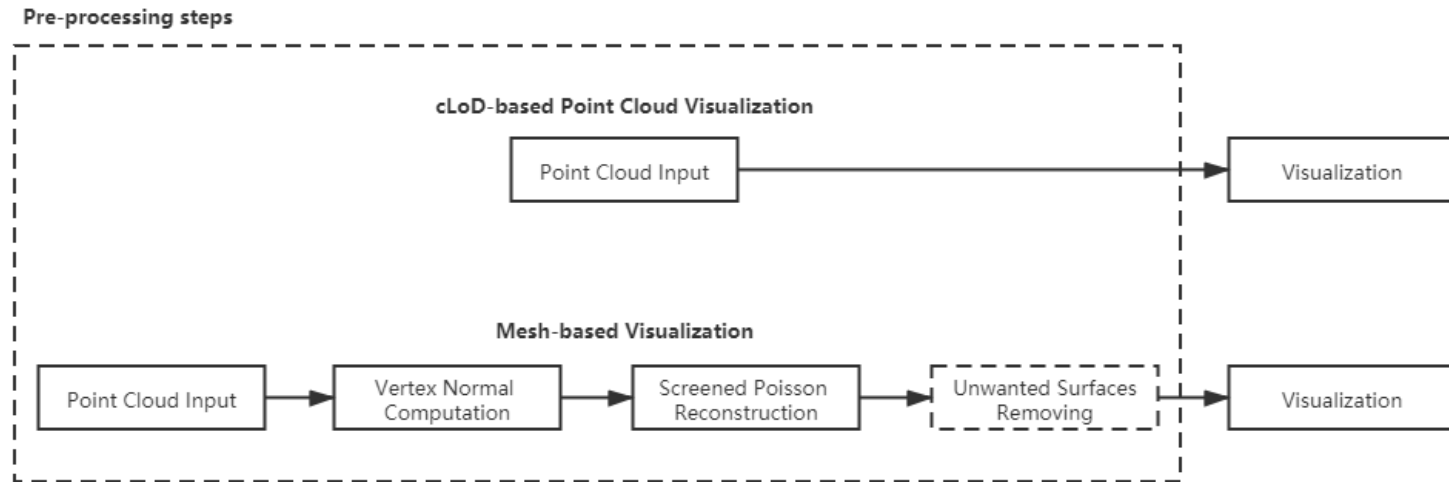 Pre-processing steps
cLoD-based Point Cloud Visualization
Point Cloud Input
Visualization
Mesh-based Visualization
Point Cloud Input
Vertex Normal
Computation
Screened Poisson
Reconstruction
Unwanted Surfaces
Removing
Visualization